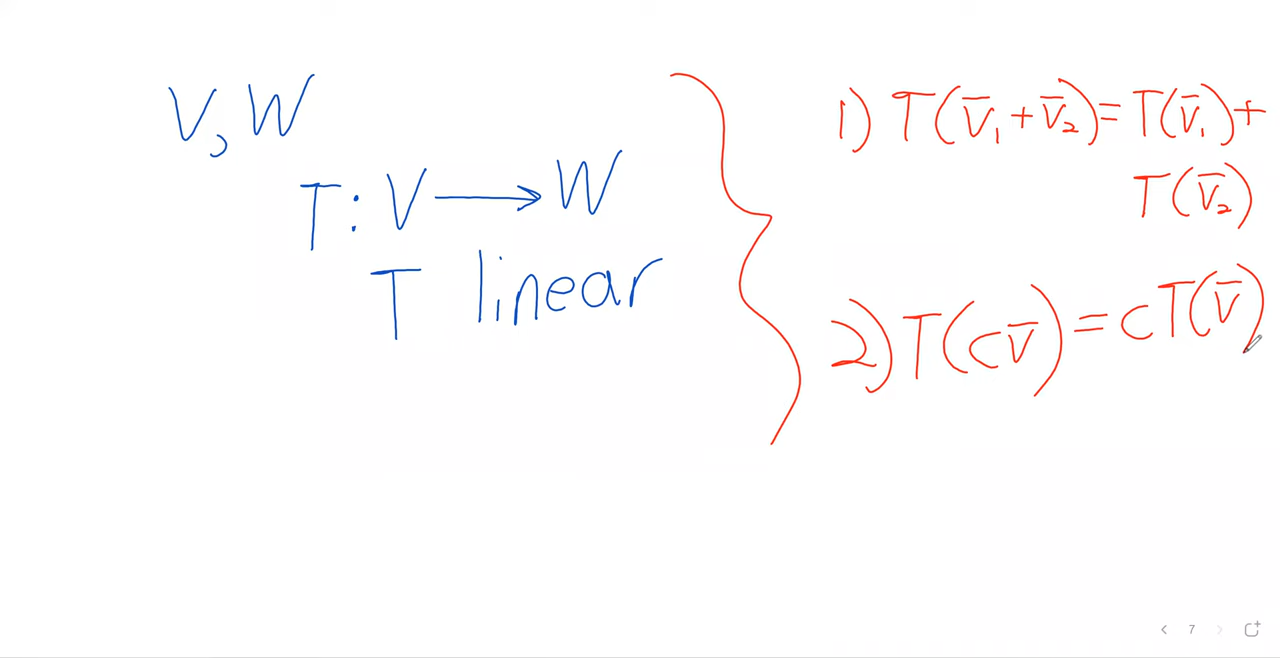 V, W
T : V ⟶ W
T linear
1) T(v̄₁ + v̄₂) = T(v̄₁) +
T(v̄₂)
2) T(cv̄) = cT(v̄)
< 7 >